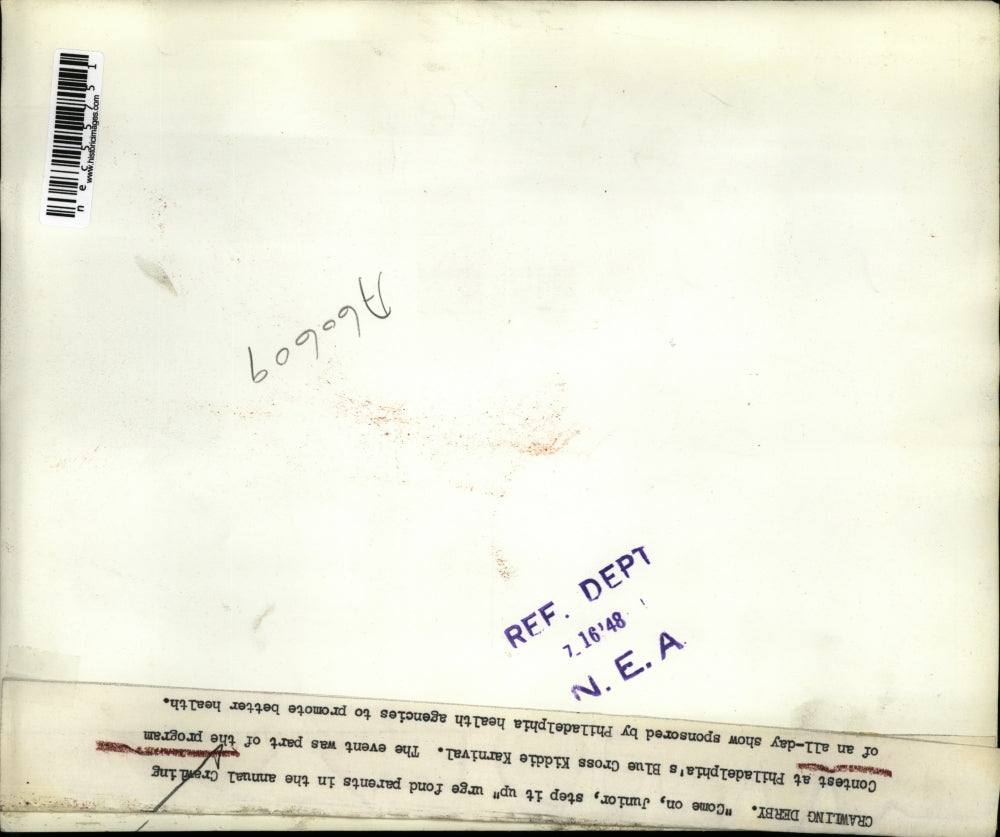 nec55751
www.historicimages.com
A60609
REF. DEPT
7 16 '48
N. E. A.
CRAWLING DERBY. "Come on, Junior, step it up" urge fond parents in the annual Crawling
Contest at Philadelphia's Blue Cross Kiddie Karnival. The event was part of the program
of an all-day show sponsored by Philadelphia health agencies to promote better health.